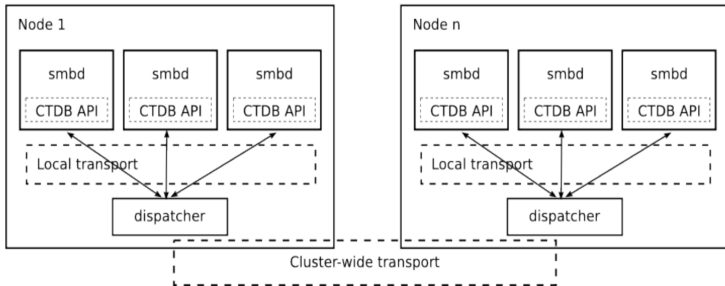 Node 1
smbd
smbd
smbd
CTDB API
CTDB API
CTDB API
Local transport
dispatcher
Node n
smbd
smbd
smbd
CTDB API
CTDB API
CTDB API
Local transport
dispatcher
Cluster-wide transport